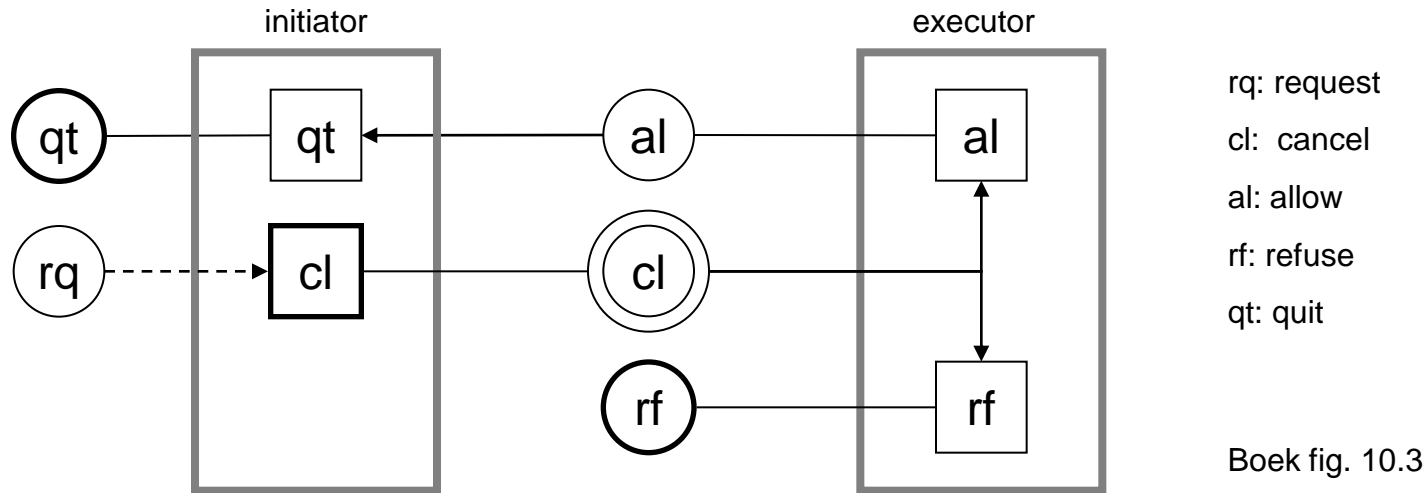 initiator
executor
qt qt al al
rq cl cl
rf rf
rq: request
cl: cancel
al: allow
rf: refuse
qt: quit
Boek fig. 10.3